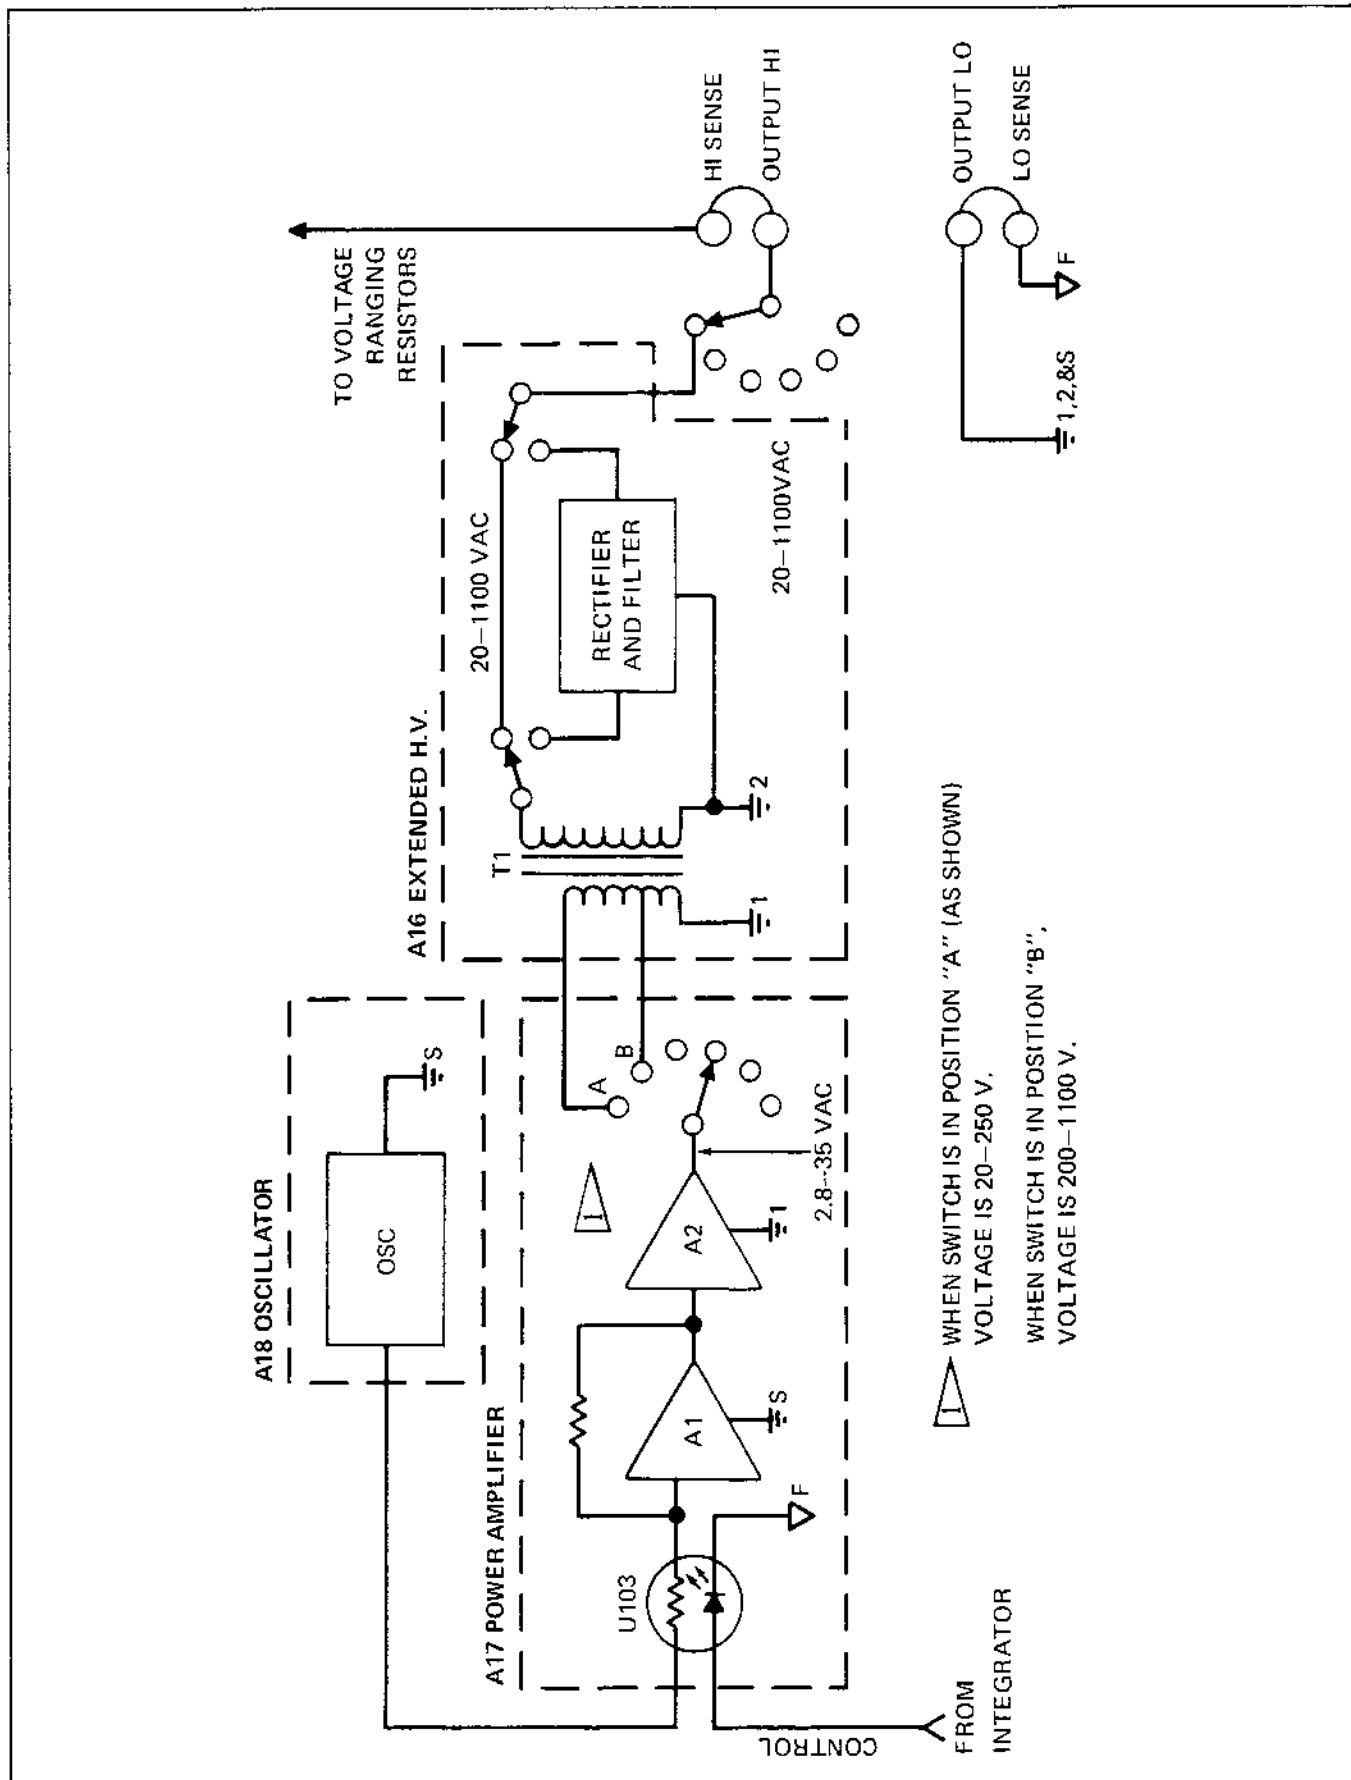 TO VOLTAGE
RANGING
RESISTORS
HI SENSE
OUTPUT HI
OUTPUT LO
LO SENSE
F
1,2,&S
A16 EXTENDED H.V.
20-1100 VAC
RECTIFIER
AND FILTER
20-1100VAC
T1
1
2
A18 OSCILLATOR
OSC
S
A17 POWER AMPLIFIER
U103
F
A1
S
A2
1
A
B
1
2.8--35 VAC
CONTROL
FROM
INTEGRATOR
1 WHEN SWITCH IS IN POSITION "A" (AS SHOWN)
VOLTAGE IS 20-250 V.
WHEN SWITCH IS IN POSITION "B",
VOLTAGE IS 200-1100 V.